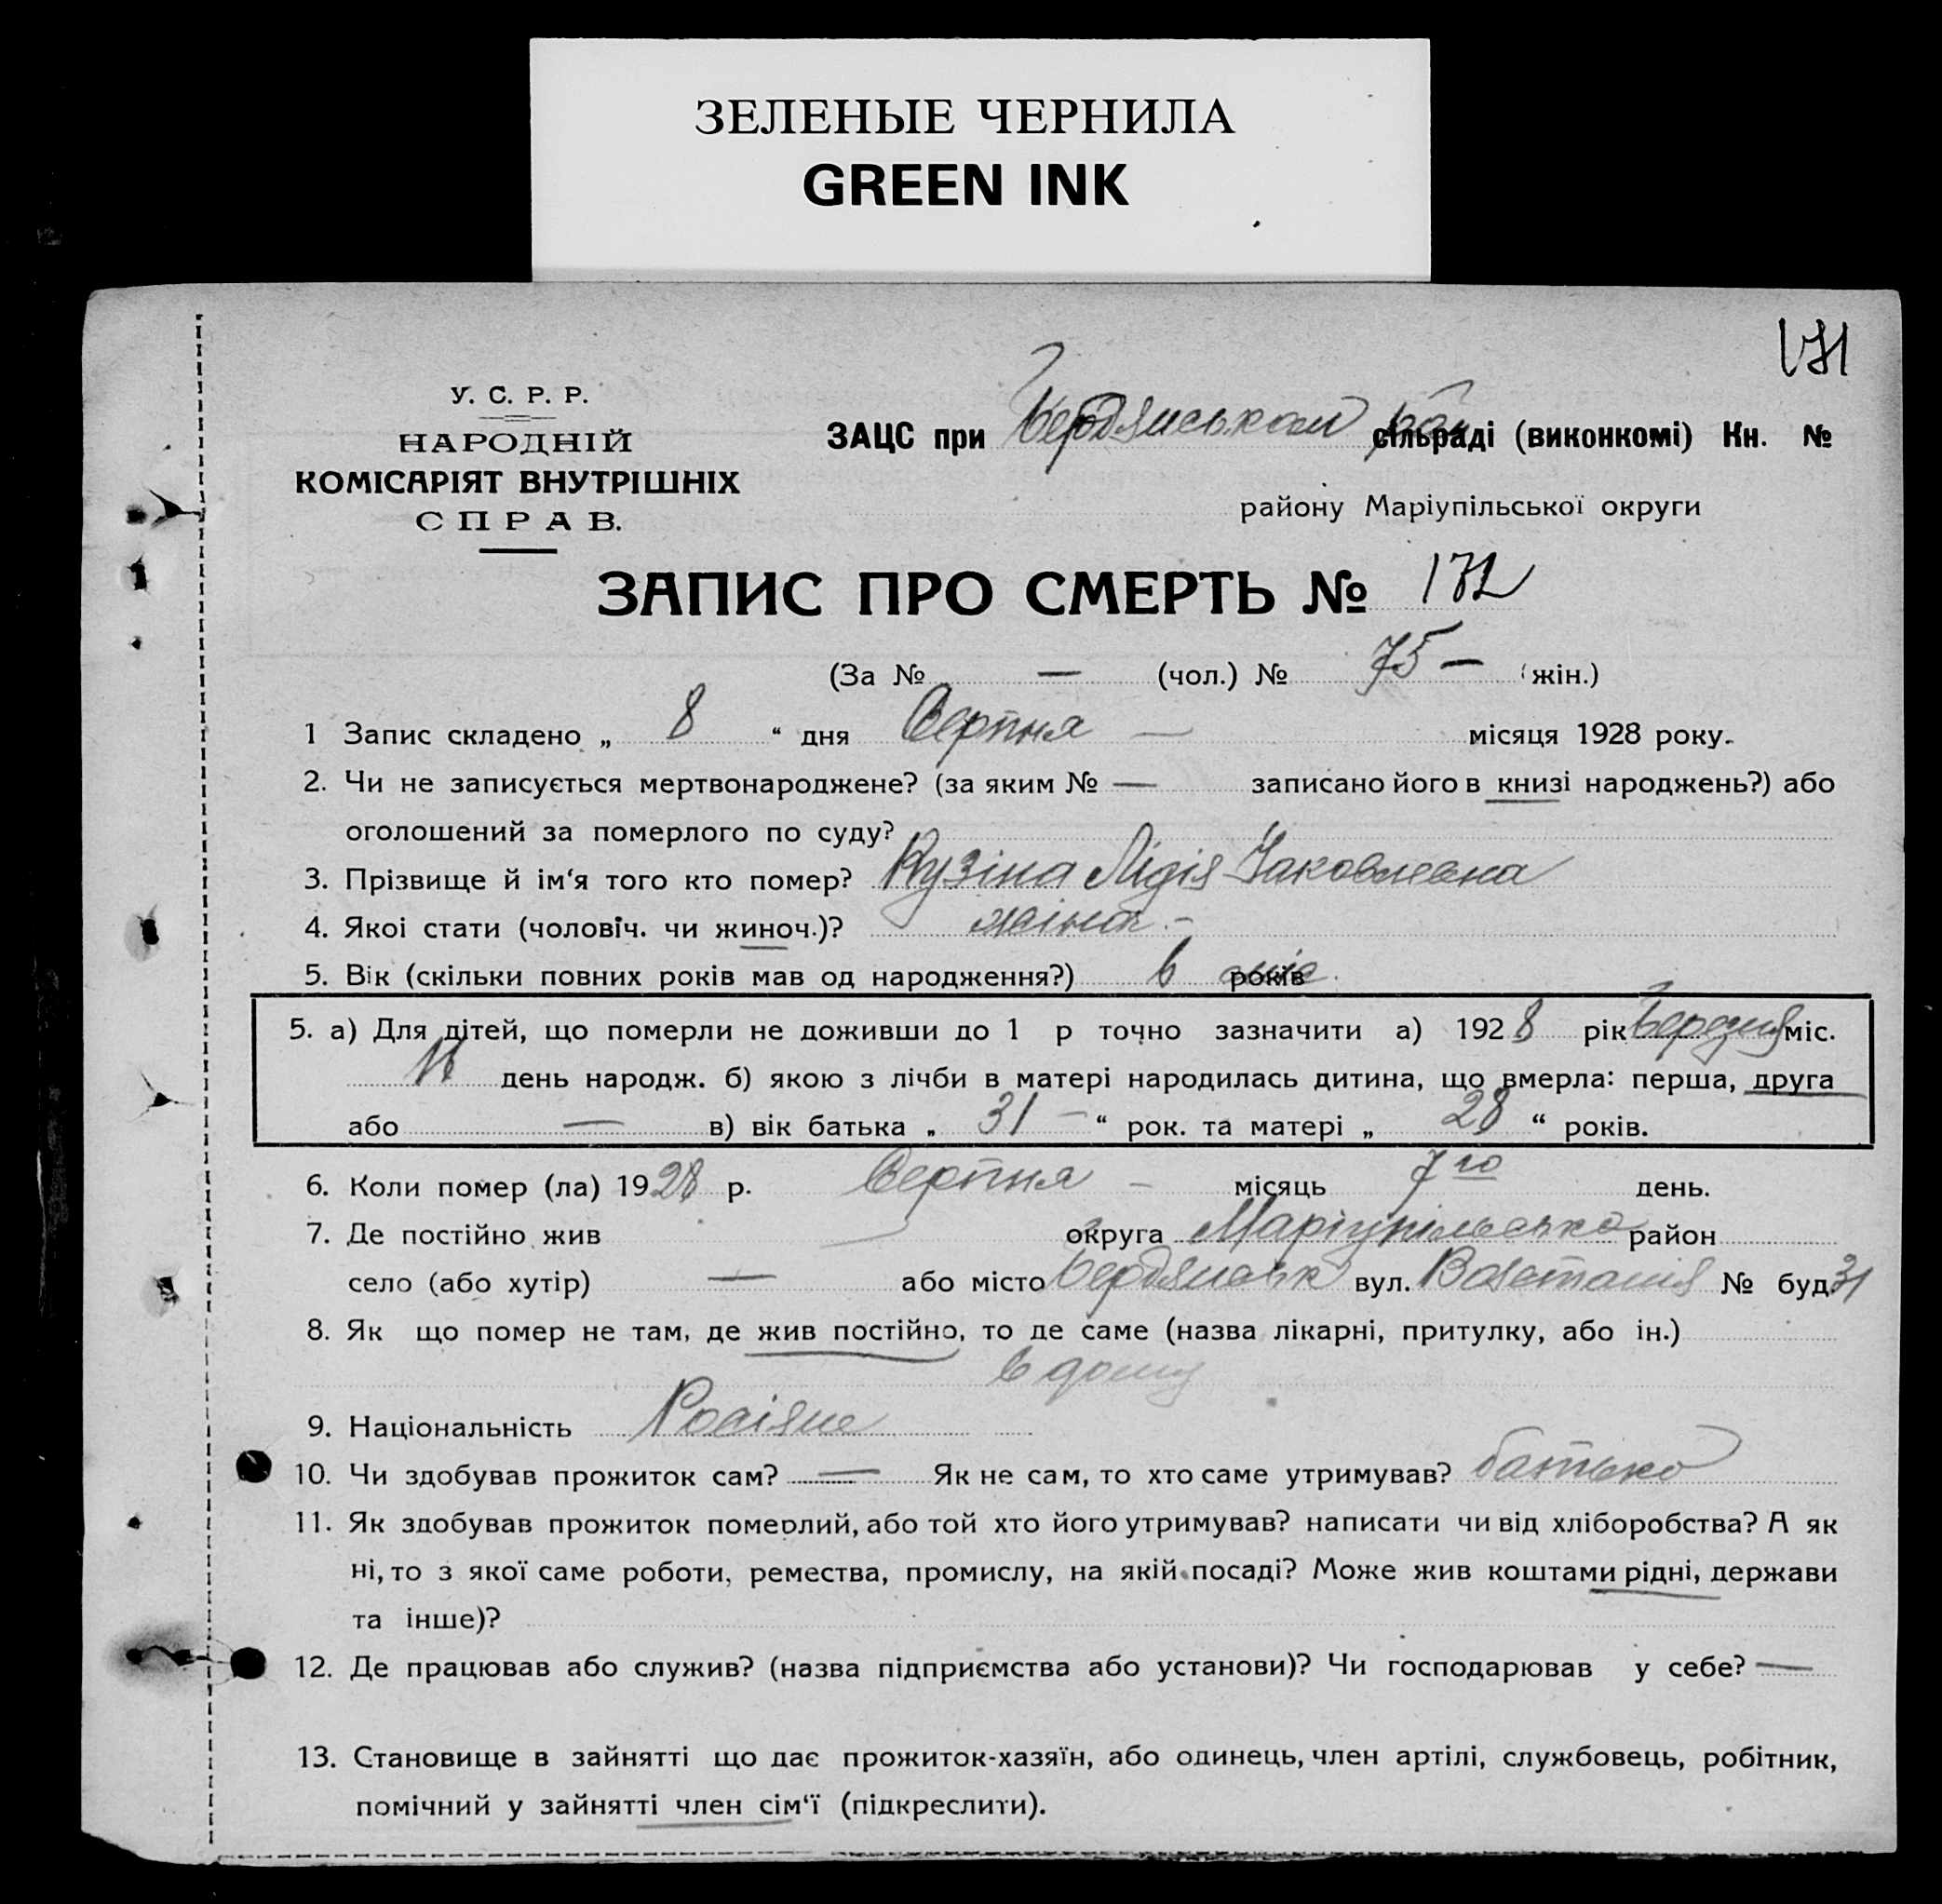 ЗЕЛЕНЫЕ ЧЕРНИЛА
GREEN INK
171
У. С. Р. Р.
НАРОДНІЙ
КОМІСАРІЯТ ВНУТРІШНІХ
СПРАВ.
ЗАЦС при Бердянськом рай сільраді (виконкомі) Кн. №
району Маріупільської округи
ЗАПИС ПРО СМЕРТЬ № 172
(За № — (чол.) № 75 — (жін.)
1 Запис складено „ 8 “ дня Серпня — місяця 1928 року.
2. Чи не записується мертвонароджене? (за яким № — записано його в книзі народжень?) або
оголошений за померлого по суду?
3. Прізвище й ім‘я того кто помер? Кузіна Лідія Яковлевна
4. Якоі стати (чоловіч. чи жиноч.)? жіноч. -
5. Вік (скільки повних років мав од народження?) 6 років міс.
5. а) Для дітей, що померли не доживши до 1 р точно зазначити а) 1928 рік Березня міс.
день народж. б) якою з лічби в матері народилась дитина, що вмерла: перша, друга
або — в) вік батька „ 31 — “ рок. та матері „ 28 “ років.
6. Коли помер (ла) 1928 р. Серпня — місяць 7го день.
7. Де постійно жив округа Маріупільська район
село (або хутір) — або місто Бердянськ вул. Возстанія № буд. 31
8. Як що помер не там, де жив постійно, то де саме (назва лікарні, притулку, або ін.)
в дому
9. Національність Росіяне
10. Чи здобував прожиток сам? — Як не сам, то хто саме утримував? батько
11. Як здобував прожиток померлий, або той хто його утримував? написати чи від хліборобства? А як
ні, то з якої саме роботи, ремества, промислу, на якій посаді? Може жив коштами рідні, держави
та інше)?
12. Де працював або служив? (назва підприємства або установи)? Чи господарював у себе? —
13. Становище в зайнятті що дає прожиток-хазяїн, або одинець, член артілі, службовець, робітник,
помічний у зайнятті член сім‘ї (підкреслити).